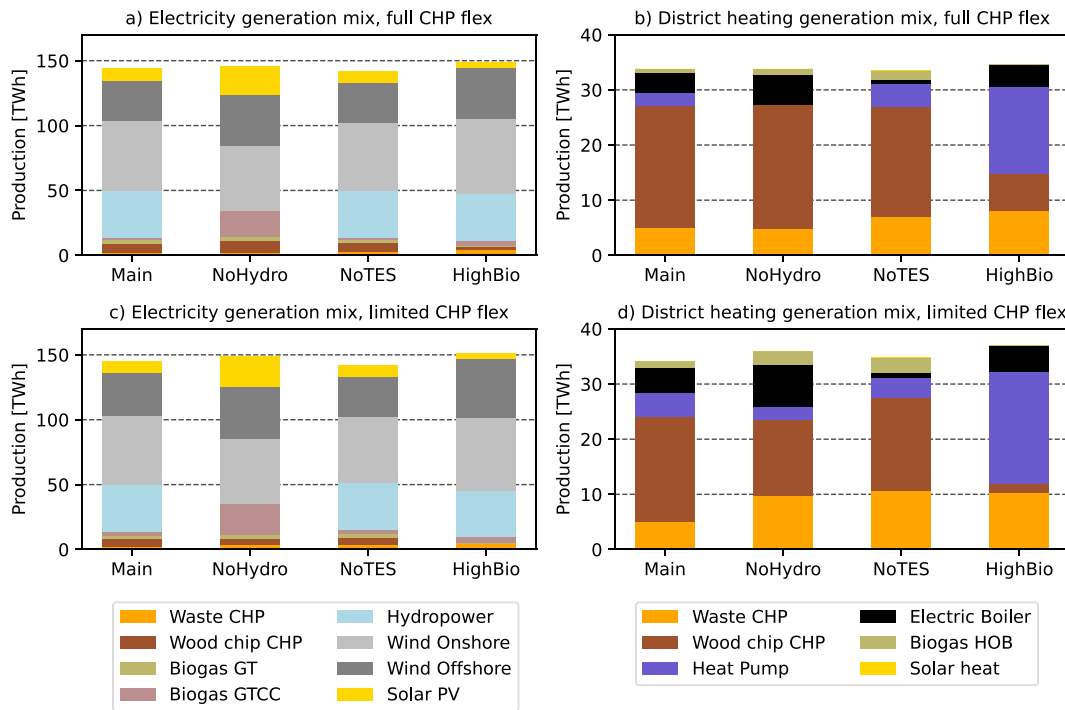 a) Electricity generation mix, full CHP flex
b) District heating generation mix, full CHP flex
Production [TWh]
150
100
50
0
Main NoHydro NoTES HighBio
Production [TWh]
40
30
20
10
0
Main NoHydro NoTES HighBio
c) Electricity generation mix, limited CHP flex
d) District heating generation mix, limited CHP flex
Production [TWh]
150
100
50
0
Main NoHydro NoTES HighBio
Production [TWh]
40
30
20
10
0
Main NoHydro NoTES HighBio
Waste CHP
Wood chip CHP
Biogas GT
Biogas GTCC
Hydropower
Wind Onshore
Wind Offshore
Solar PV
Waste CHP
Wood chip CHP
Heat Pump
Electric Boiler
Biogas HOB
Solar heat